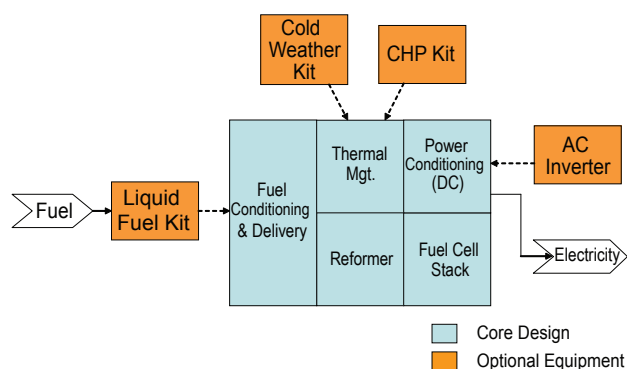 Cold
Weather
Kit
CHP Kit
Thermal
Mgt.
Power
Conditioning
(DC)
AC
Inverter
Fuel
Liquid
Fuel Kit
Fuel
Conditioning
& Delivery
Reformer
Fuel Cell
Stack
Electricity
Core Design
Optional Equipment